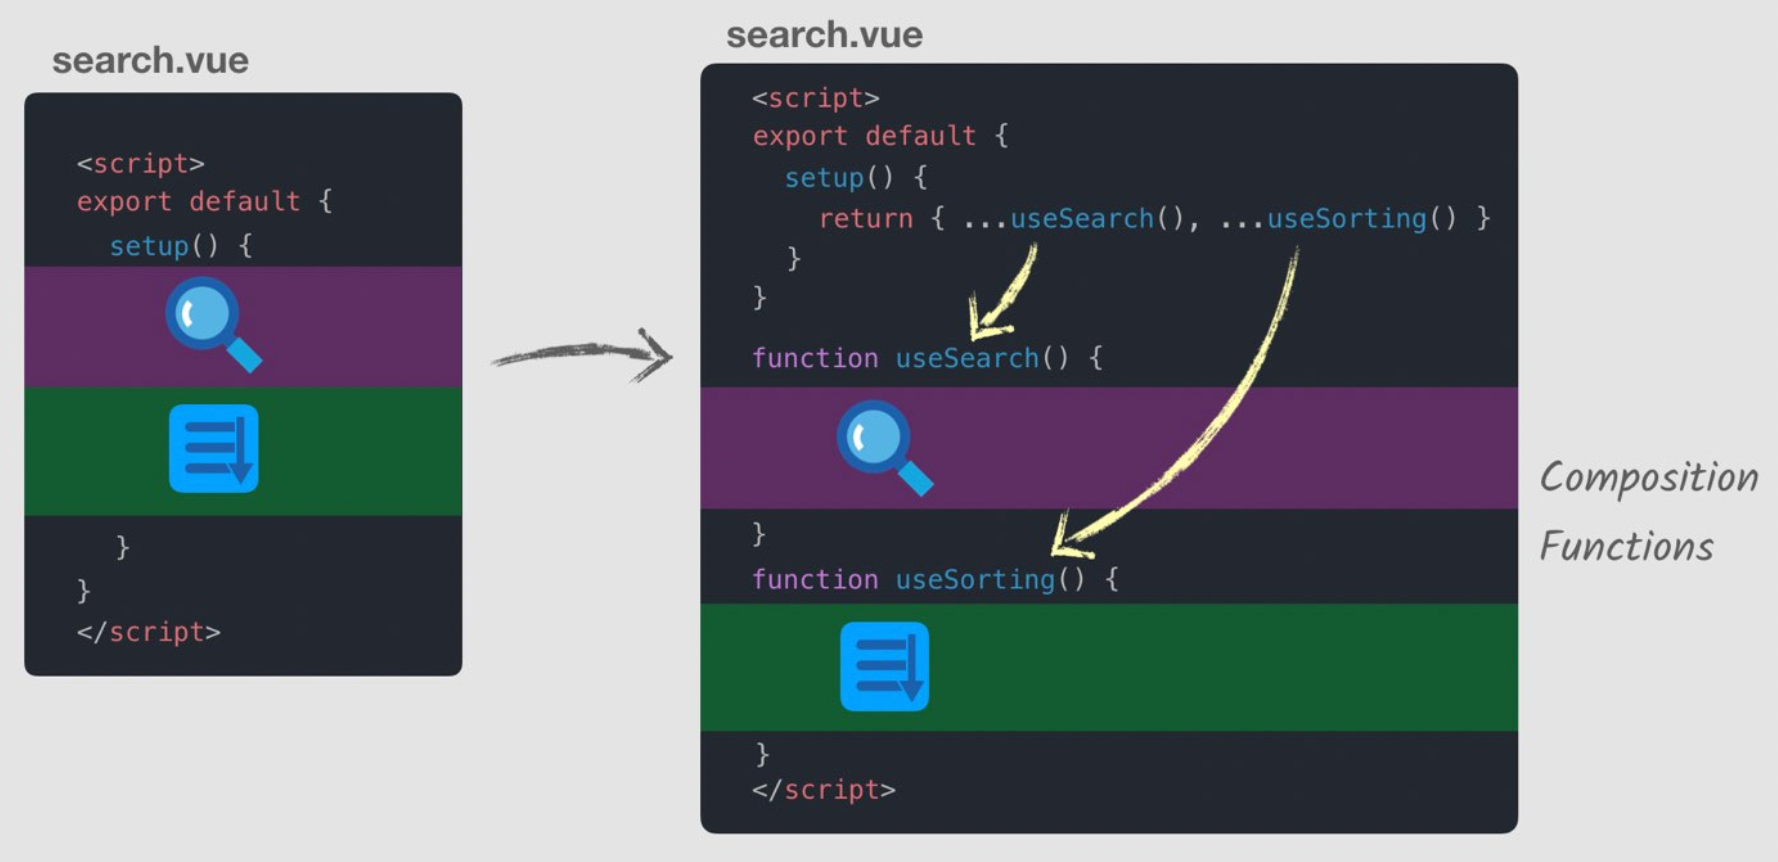 search.vue
<script>
export default {
setup() {
}
}
</script>
search.vue
<script>
export default {
setup() {
return { ...useSearch(), ...useSorting() }
}
}
function useSearch() {
}
function useSorting() {
}
</script>
Composition
Functions